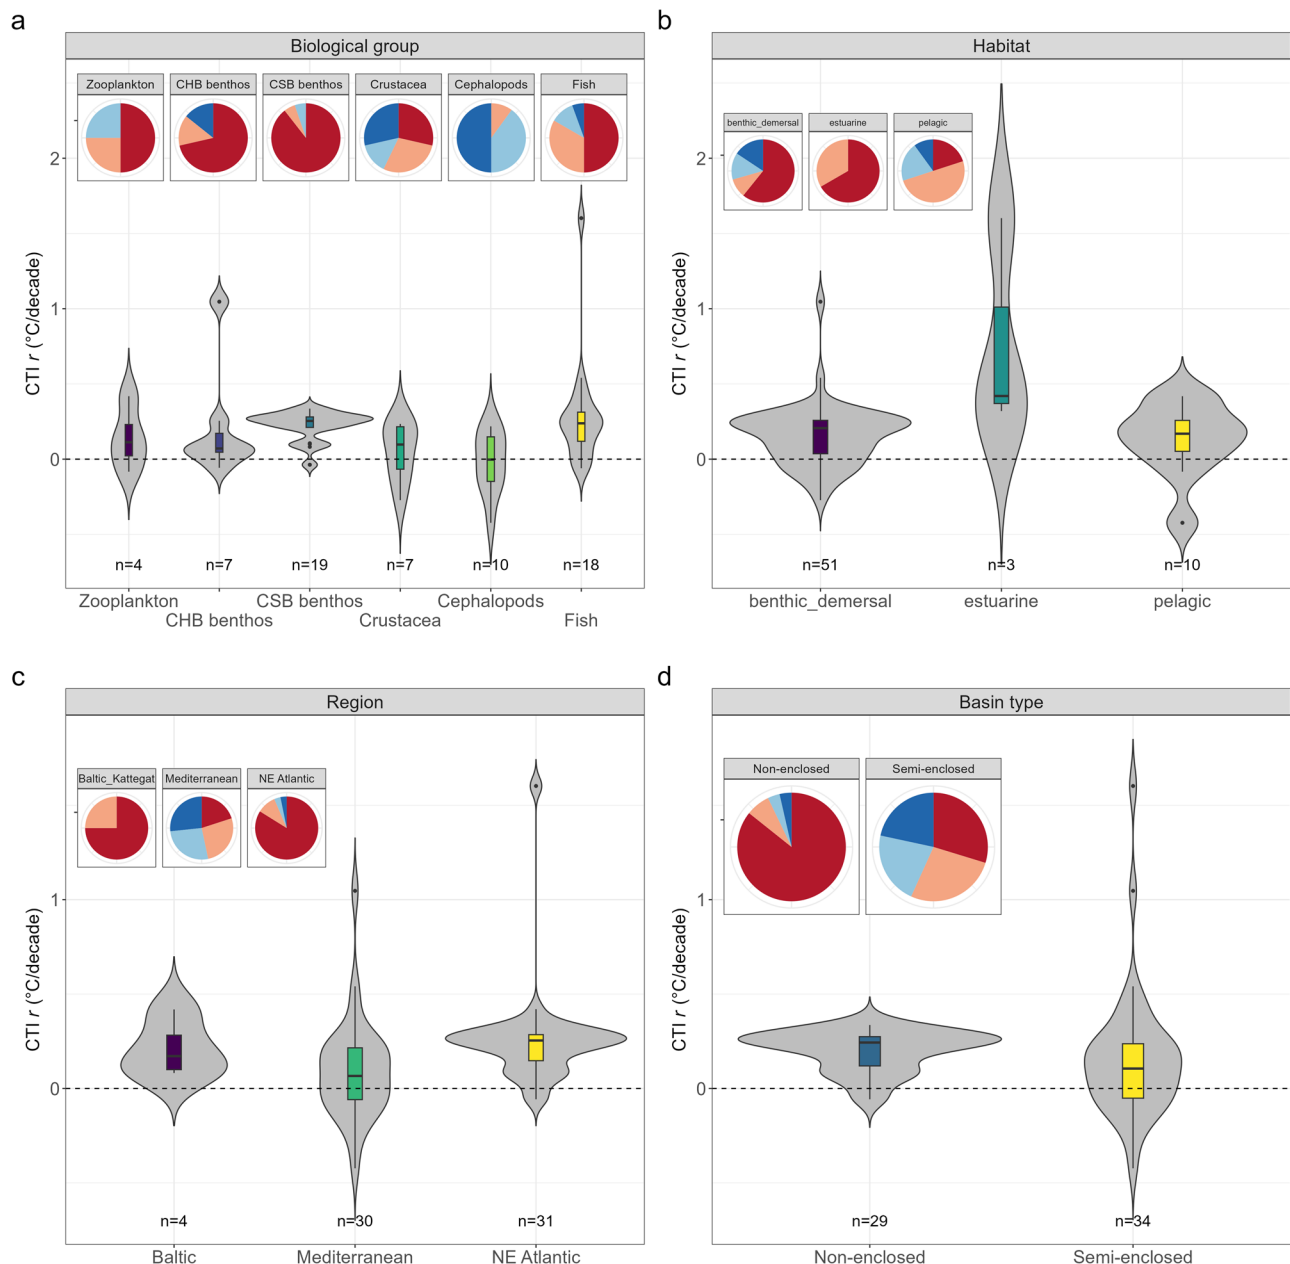 a
Biological group
Zooplankton CHB benthos CSB benthos Crustacea Cephalopods Fish
2
1
0
CTI r (°C/decade)
n=4 n=7 n=19 n=7 n=10 n=18
Zooplankton CSB benthos Cephalopods
CHB benthos Crustacea Fish
b
Habitat
benthic_demersal estuarine pelagic
2
1
0
CTI r (°C/decade)
n=51 n=3 n=10
benthic_demersal estuarine pelagic
c
Region
Baltic_Kattegat Mediterranean NE Atlantic
1
0
CTI r (°C/decade)
n=4 n=30 n=31
Baltic Mediterranean NE Atlantic
d
Basin type
Non-enclosed Semi-enclosed
1
0
CTI r (°C/decade)
n=29 n=34
Non-enclosed Semi-enclosed